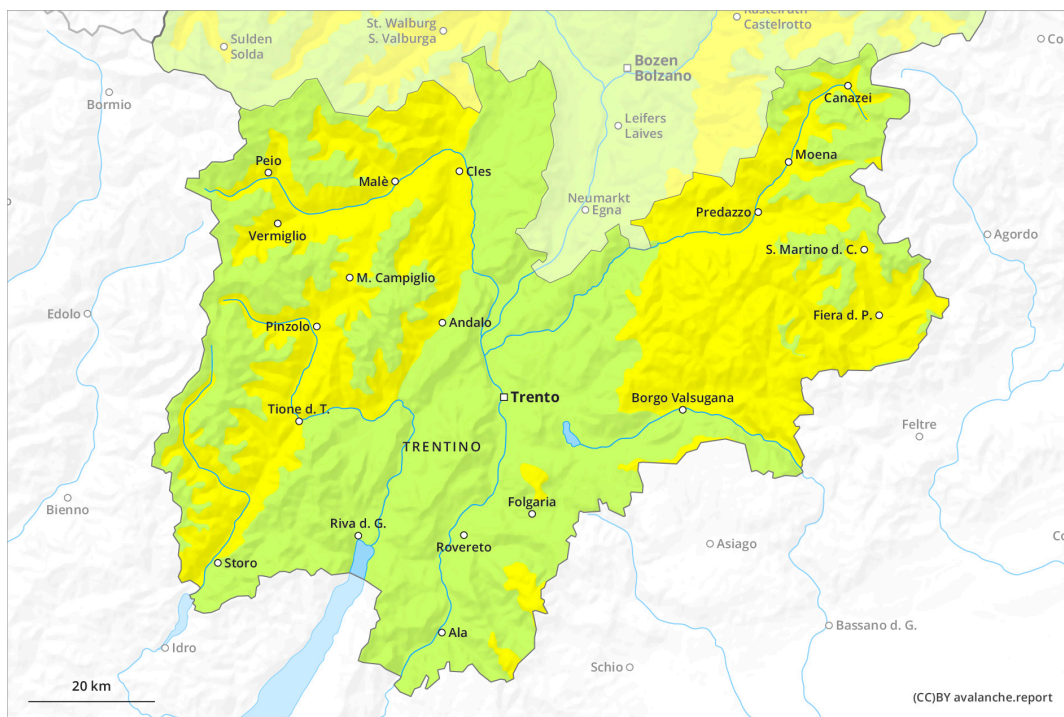 St. Walburg
S. Valburga
Kastelruth
Castelrotto
Sulden
Solda
Bozen
Bolzano
Bormio
Canazei
Leifers
Laives
Moena
Peio
Malè
Cles
Neumarkt
Egna
Predazzo
Vermiglio
Agordo
S. Martino d. C.
M. Campiglio
Edolo
Pinzolo
Andalo
Fiera d. P.
Trento
Borgo Valsugana
Tione d. T.
Feltre
TRENTINO
Bienno
Folgaria
Riva d. G.
Rovereto
Asiago
Storo
Ala
Bassano d. G.
Idro
Schio
20 km
(CC)BY avalanche.report